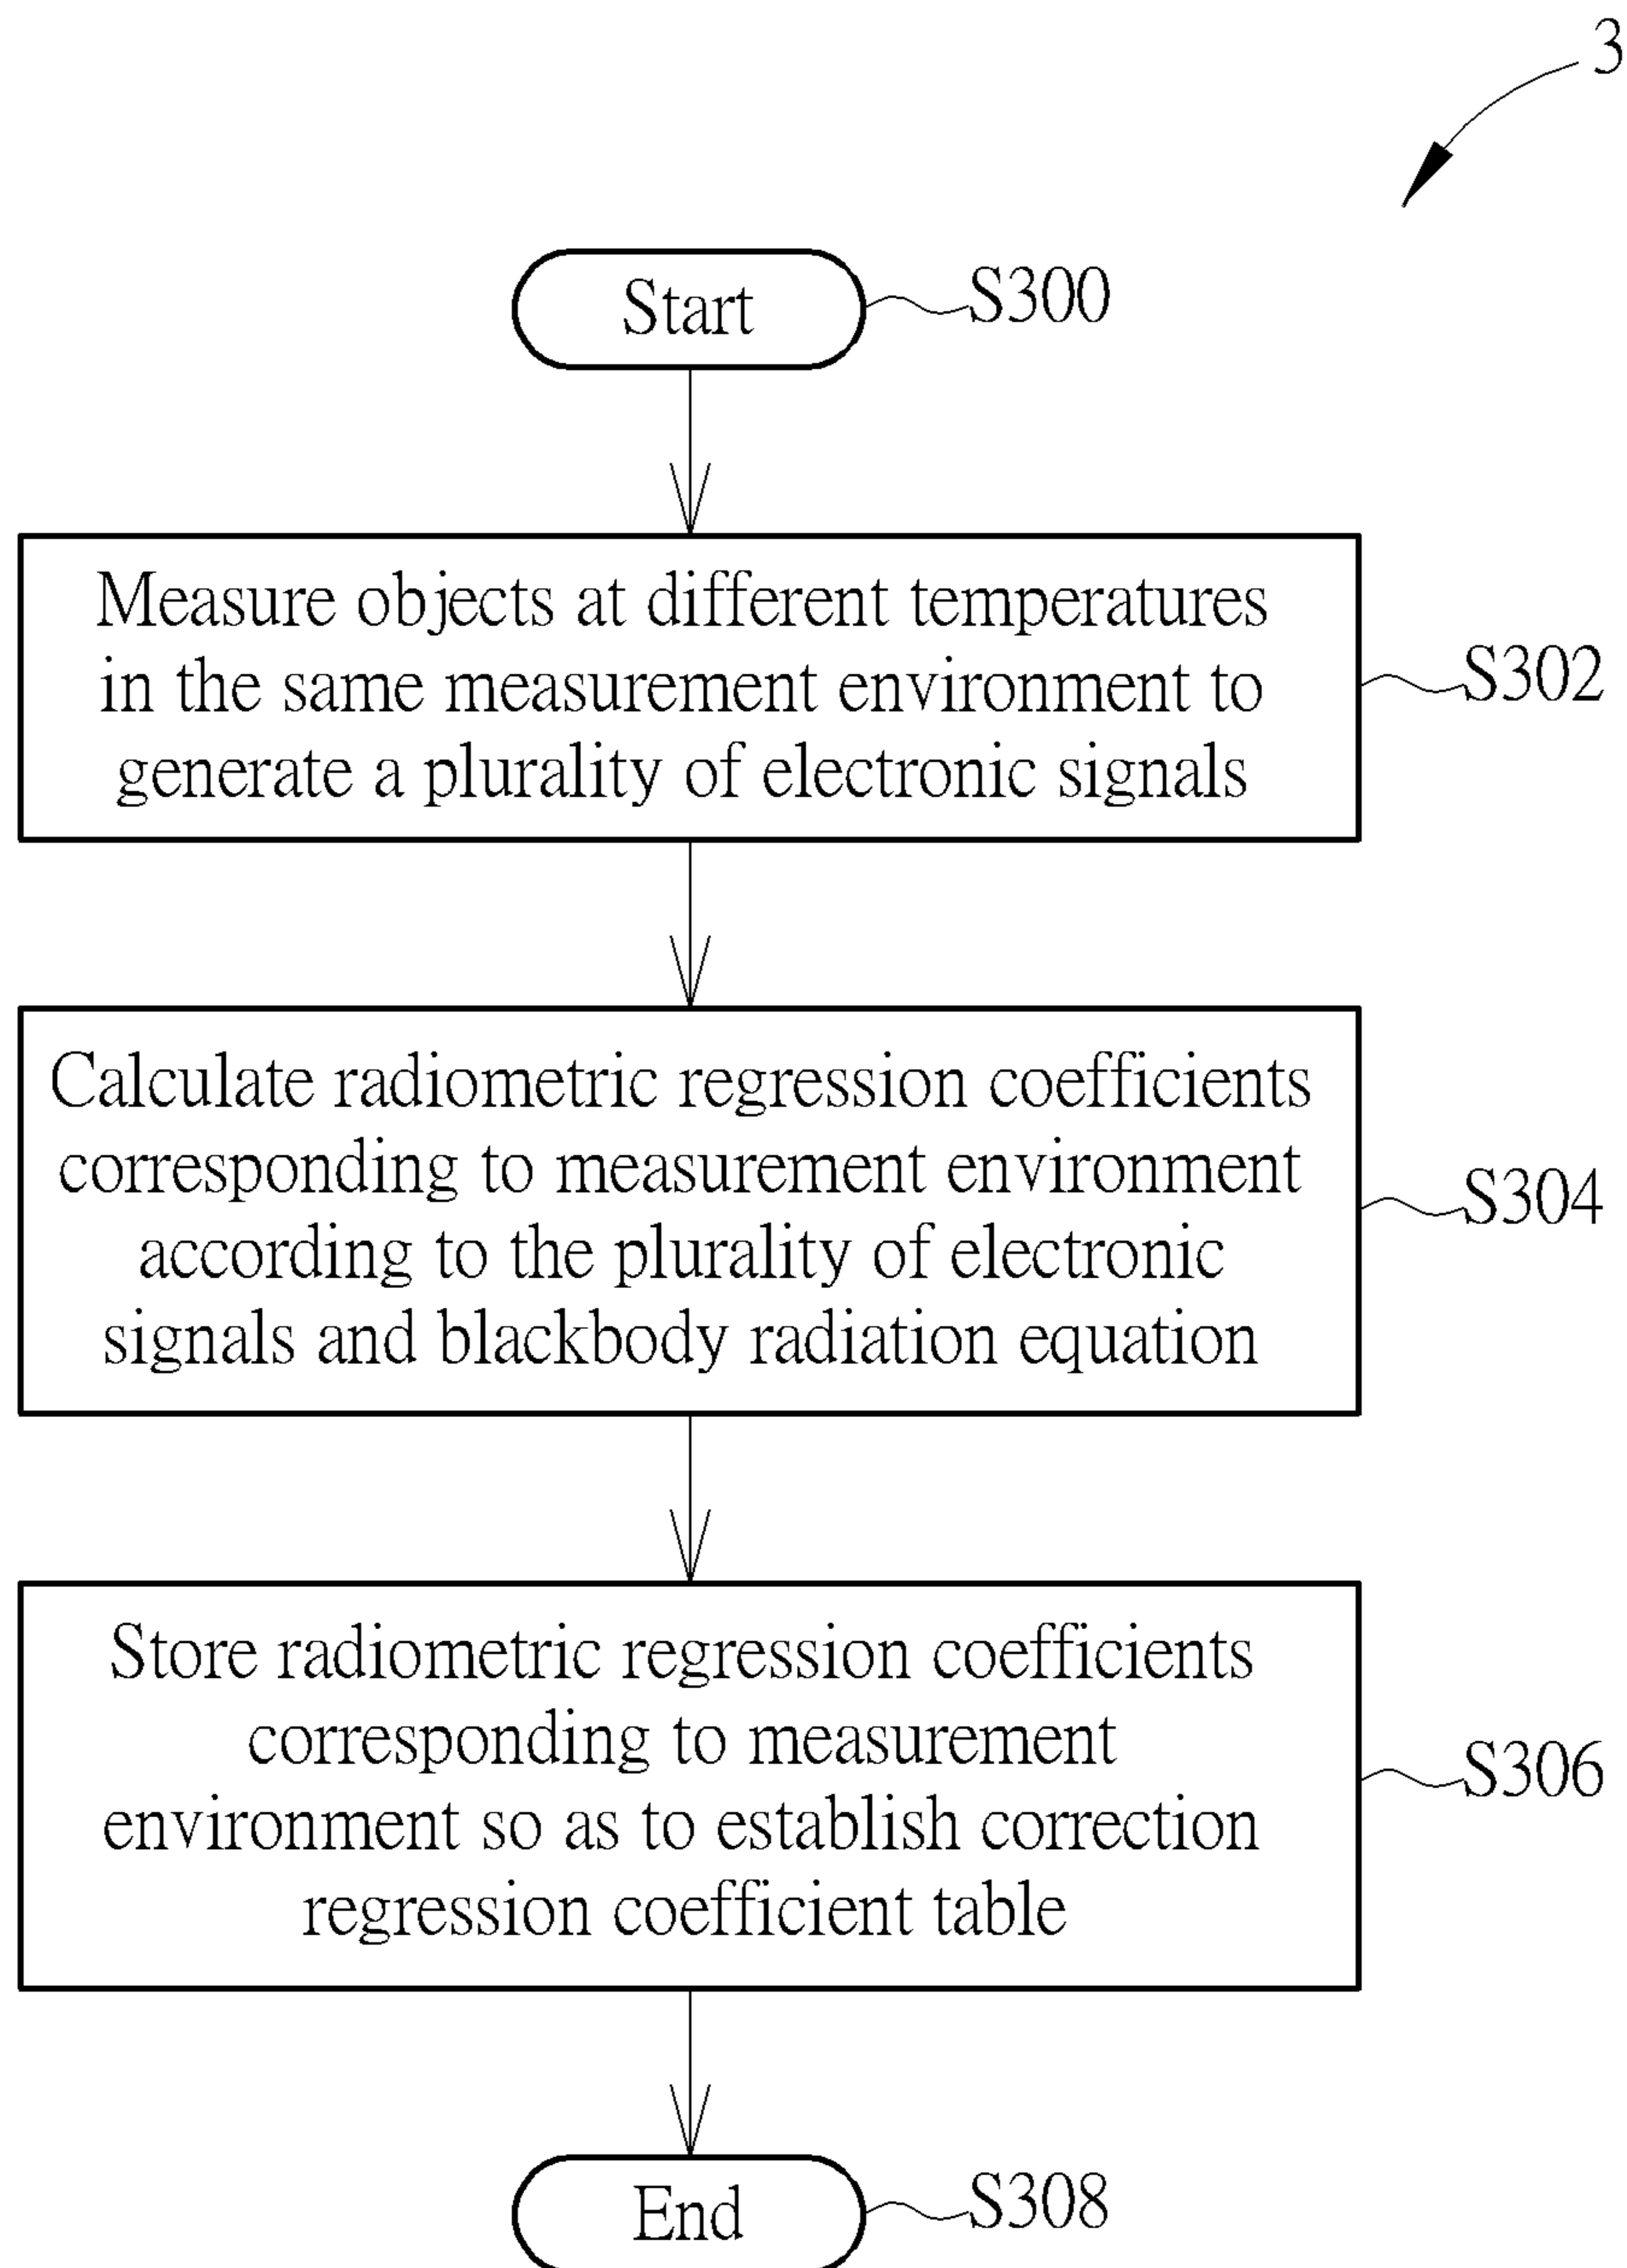 3
Start
S300
Measure objects at different temperatures
in the same measurement environment to
generate a plurality of electronic signals
S302
Calculate radiometric regression coefficients
corresponding to measurement environment
according to the plurality of electronic
signals and blackbody radiation equation
S304
Store radiometric regression coefficients
corresponding to measurement
environment so as to establish correction
regression coefficient table
S306
End
S308